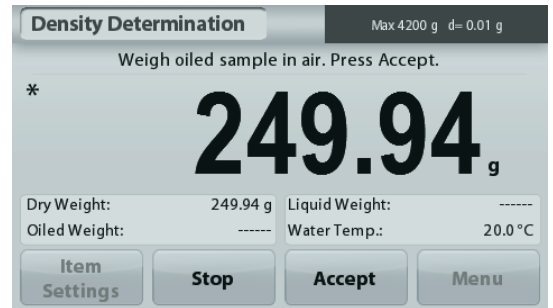 Density Determination
Max 4200 g d= 0.01 g
Weigh oiled sample in air. Press Accept.
*
249.94 g
Dry Weight: 249.94 g Liquid Weight: ------
Oiled Weight: ------ Water Temp.: 20.0 °C
Item Settings
Stop
Accept
Menu